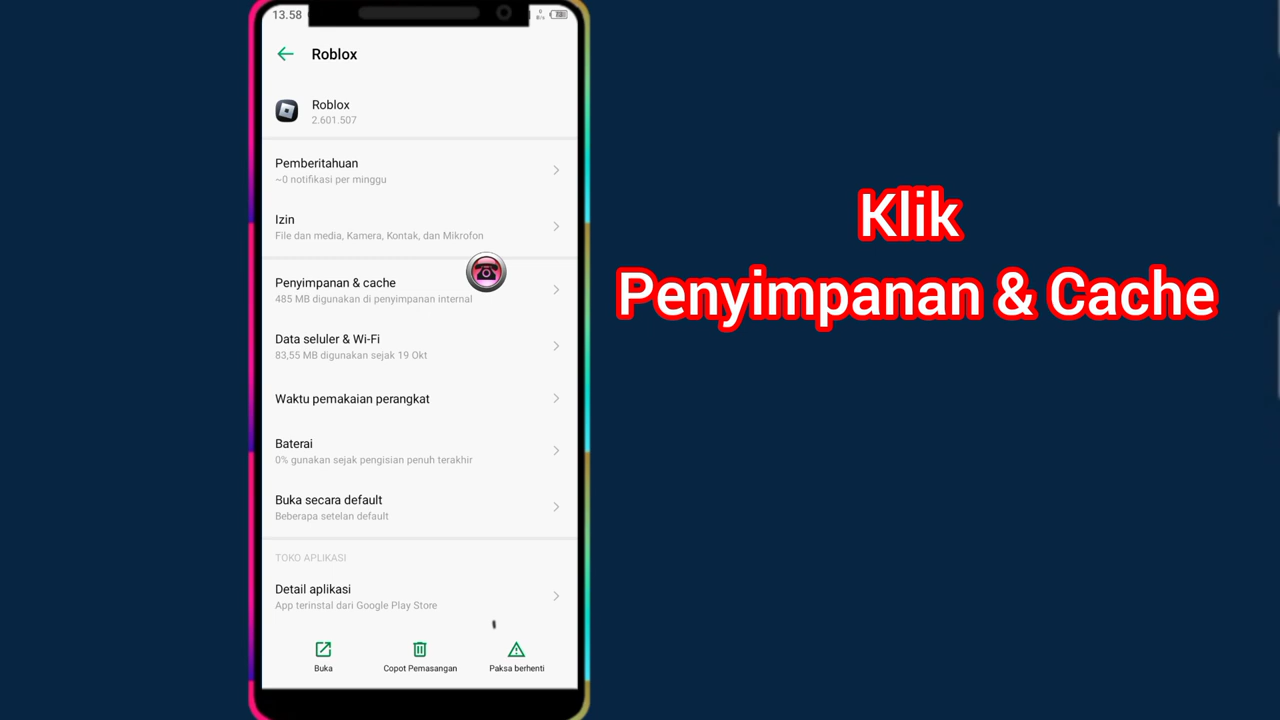 13.58
Roblox
Roblox
2.601.507
Pemberitahuan
~0 notifikasi per minggu
Izin
File dan media, Kamera, Kontak, dan Mikrofon
Penyimpanan & cache
485 MB digunakan di penyimpanan internal
Data seluler & Wi-Fi
83,55 MB digunakan sejak 19 Okt
Waktu pemakaian perangkat
Baterai
0% gunakan sejak pengisian penuh terakhir
Buka secara default
Beberapa setelan default
TOKO APLIKASI
Detail aplikasi
App terinstal dari Google Play Store
Buka
Copot Pemasangan
Paksa berhenti
Klik
Penyimpanan & Cache